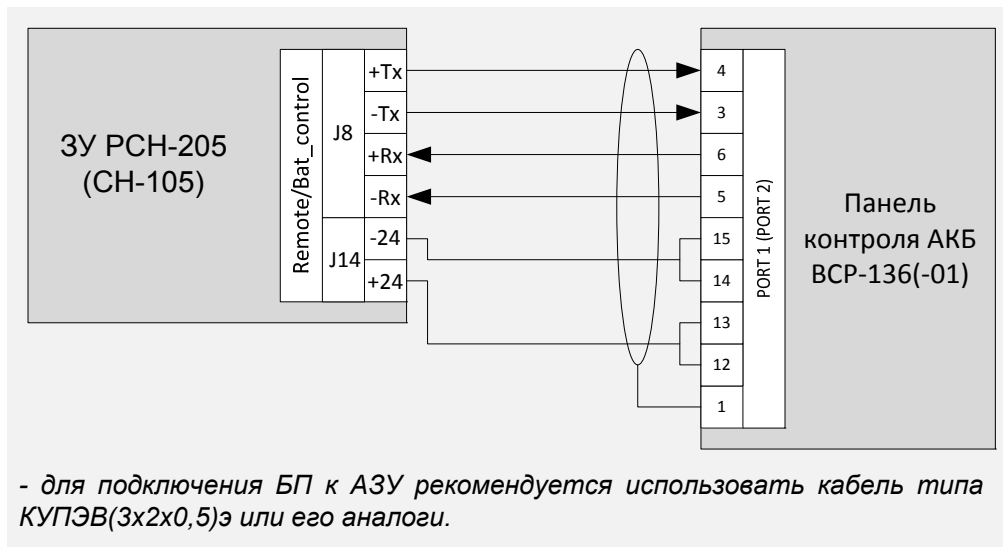 ЗУ PCH-205
(CH-105)
Remote/Bat_control
J8
J14
+Tx
-Tx
+Rx
-Rx
-24
+24
4
3
6
5
15
14
13
12
1
PORT 1 (PORT 2)
Панель
контроля АКБ
BCP-136(-01)
- для подключения БП к АЗУ рекомендуется использовать кабель типа
КУПЭВ(3х2х0,5)э или его аналоги.